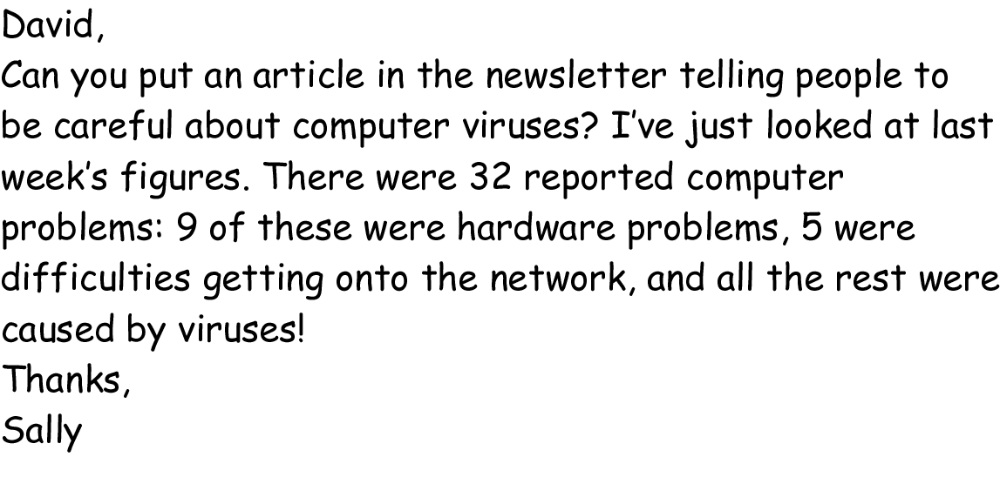 David,
Can you put an article in the newsletter telling people to
be careful about computer viruses? I've just looked at last
week's figures. There were 32 reported computer
problems: 9 of these were hardware problems, 5 were
difficulties getting onto the network, and all the rest were
caused by viruses!
Thanks,
Sally